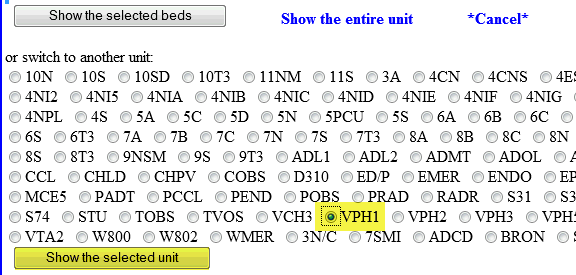 Show the selected beds Show the entire unit *Cancel*
or switch to another unit:
10N 10S 10SD 10T3 11NM 11S 3A 4CN 4CNS
4NI2 4NI5 4NIA 4NIB 4NIC 4NID 4NIE 4NIF 4NIG
4NPL 4S 5A 5C 5D 5N 5PCU 5S 6A 6B 6C
6S 6T3 7A 7B 7C 7N 7S 7T3 8A 8B 8C 8N
8S 8T3 9NSM 9S 9T3 ADL1 ADL2 ADMT ADOL
CCL CHLD CHPV COBS D310 ED/P EMER ENDO
MCE5 PADT PCCL PEND POBS PRAD RADR S31
S74 STU TOBS TVOS VCH3 VPH1 VPH2 VPH3
VTA2 W800 W802 WMER 3N/C 7SMI ADCD BRON
Show the selected unit